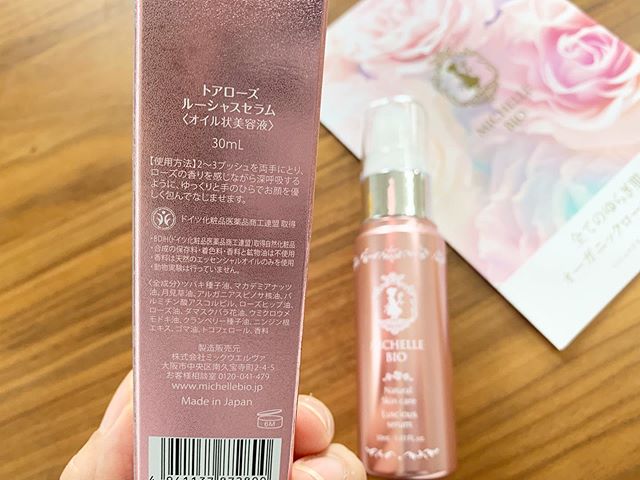 トアローズ
ルーシャスセラム
〈オイル状美容液〉
30mL
【使用方法】2〜3プッシュを両手にとり、
ローズの香りを感じながら深呼吸する
ように、ゆっくりと手のひらでお顔を優
しく包んでなじませます。
ドイツ化粧品医薬品商工連盟 取得
・BDIH(ドイツ化粧品医薬品商工連盟)取得自然化粧品
・合成の保存料・着色料・香料と鉱物油は不使用
・香料は天然のエッセンシャルオイルのみを使用
・動物実験は行っていません。
〈全成分〉ツバキ種子油、マカデミアナッツ
油、月見草油、アルガニアスピノサ核油、パ
ルミチン酸アスコルビル、ローズヒップ油、
ローズ油、ダマスクバラ花油、ウミクロウメ
モドキ油、クランベリー種子油、ニンジン根
エキス、ゴマ油、トコフェロール、香料
製造販売元
株式会社ミックウエルヴァ
大阪市中央区南久宝寺町2-4-5
お客様相談室 0120-041-479
www.michellebio.jp
Made in Japan
6M
MICHELLE
BIO
Natural
Skin care
Luscious
serum
MICHELLE
BIO
全てのゆらぎ肌
オーガニックロー